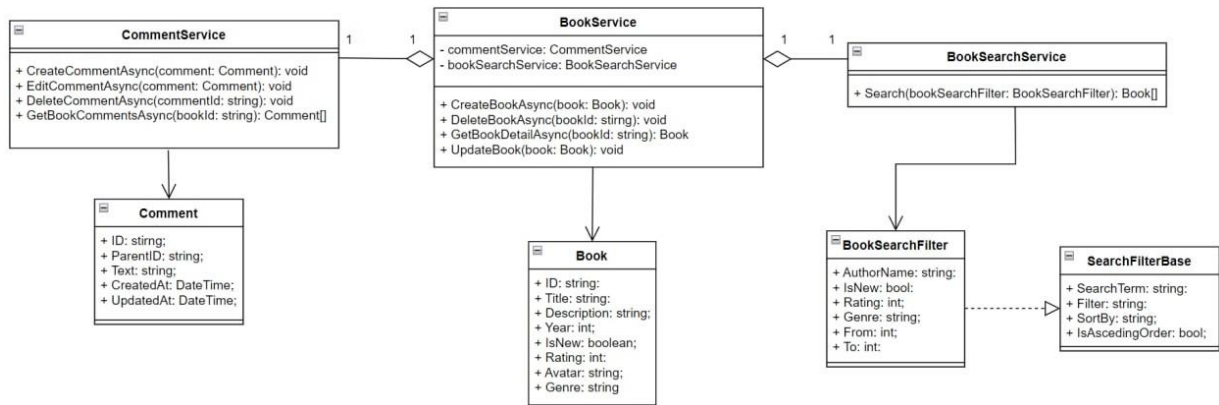 CommentService
+ CreateCommentAsync(comment: Comment): void
+ EditCommentAsync(comment: Comment): void
+ DeleteCommentAsync(commentId: string): void
+ GetBookCommentsAsync(bookId: string): Comment[]
1
1
BookService
- commentService: CommentService
- bookSearchService: BookSearchService
+ CreateBookAsync(book: Book): void
+ DeleteBookAsync(bookId: stirng): void
+ GetBookDetailAsync(bookId: string): Book
+ UpdateBook(book: Book): void
1
1
BookSearchService
+ Search(bookSearchFilter: BookSearchFilter): Book[]
Comment
+ ID: stirng;
+ ParentID: string;
+ Text: string;
+ CreatedAt: DateTime;
+ UpdatedAt: DateTime;
Book
+ ID: string:
+ Title: string:
+ Description: string;
+ Year: int;
+ IsNew: boolean;
+ Rating: int:
+ Avatar: string;
+ Genre: string
BookSearchFilter
+ AuthorName: string:
+ IsNew: bool:
+ Rating: int;
+ Genre: string;
+ From: int;
+ To: int:
SearchFilterBase
+ SearchTerm: string:
+ Filter: string:
+ SortBy: string;
+ IsAscedingOrder: bool;